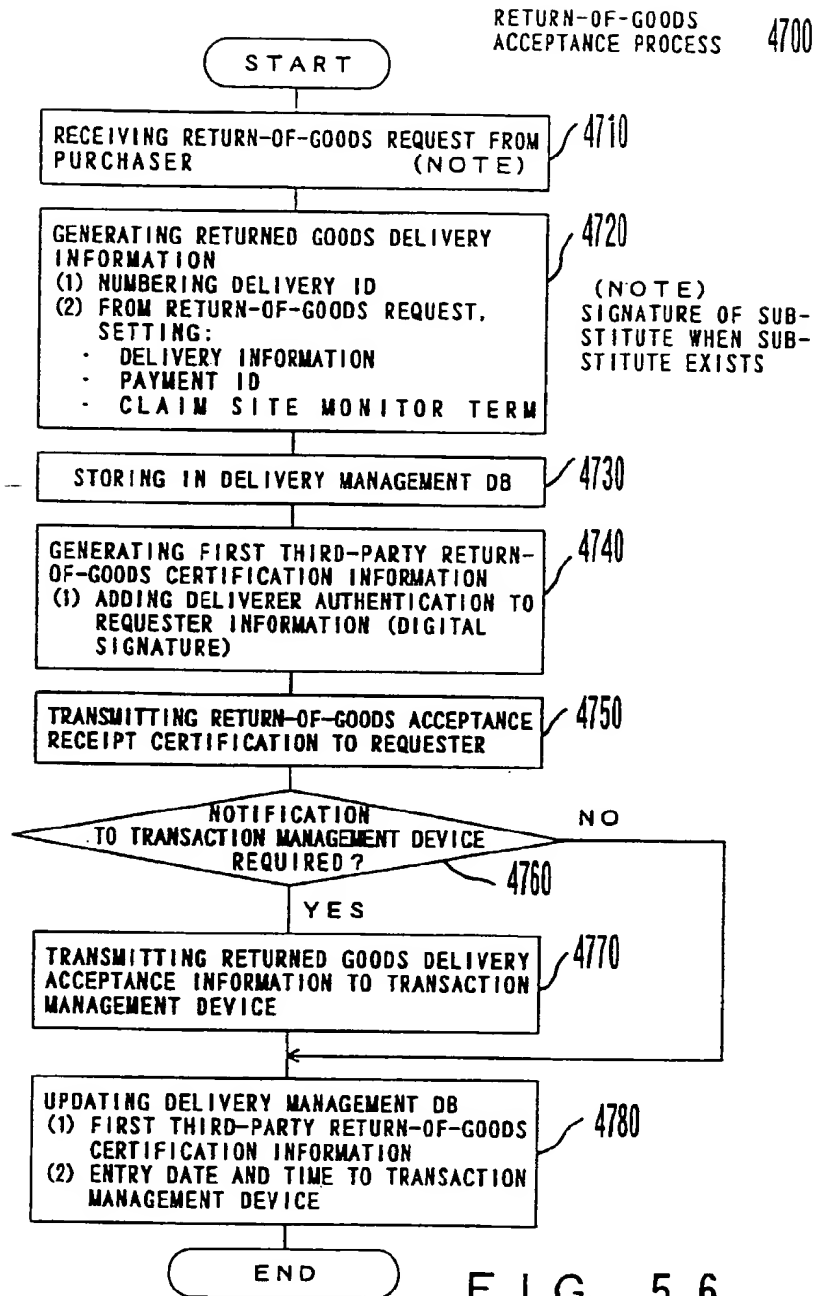 RETURN-OF-GOODS
ACCEPTANCE PROCESS 4700
START
RECEIVING RETURN-OF-GOODS REQUEST FROM
PURCHASER (NOTE)
4710
GENERATING RETURNED GOODS DELIVERY
INFORMATION
(1) NUMBERING DELIVERY ID
(2) FROM RETURN-OF-GOODS REQUEST,
SETTING:
· DELIVERY INFORMATION
· PAYMENT ID
· CLAIM SITE MONITOR TERM
4720
(NOTE)
SIGNATURE OF SUB-
STITUTE WHEN SUB-
STITUTE EXISTS
STORING IN DELIVERY MANAGEMENT DB
4730
GENERATING FIRST THIRD-PARTY RETURN-
OF-GOODS CERTIFICATION INFORMATION
(1) ADDING DELIVERER AUTHENTICATION TO
REQUESTER INFORMATION (DIGITAL
SIGNATURE)
4740
TRANSMITTING RETURN-OF-GOODS ACCEPTANCE
RECEIPT CERTIFICATION TO REQUESTER
4750
NOTIFICATION
TO TRANSACTION MANAGEMENT DEVICE
REQUIRED?
NO
4760
YES
TRANSMITTING RETURNED GOODS DELIVERY
ACCEPTANCE INFORMATION TO TRANSACTION
MANAGEMENT DEVICE
4770
UPDATING DELIVERY MANAGEMENT DB
(1) FIRST THIRD-PARTY RETURN-OF-GOODS
CERTIFICATION INFORMATION
(2) ENTRY DATE AND TIME TO TRANSACTION
MANAGEMENT DEVICE
4780
END
FIG. 56